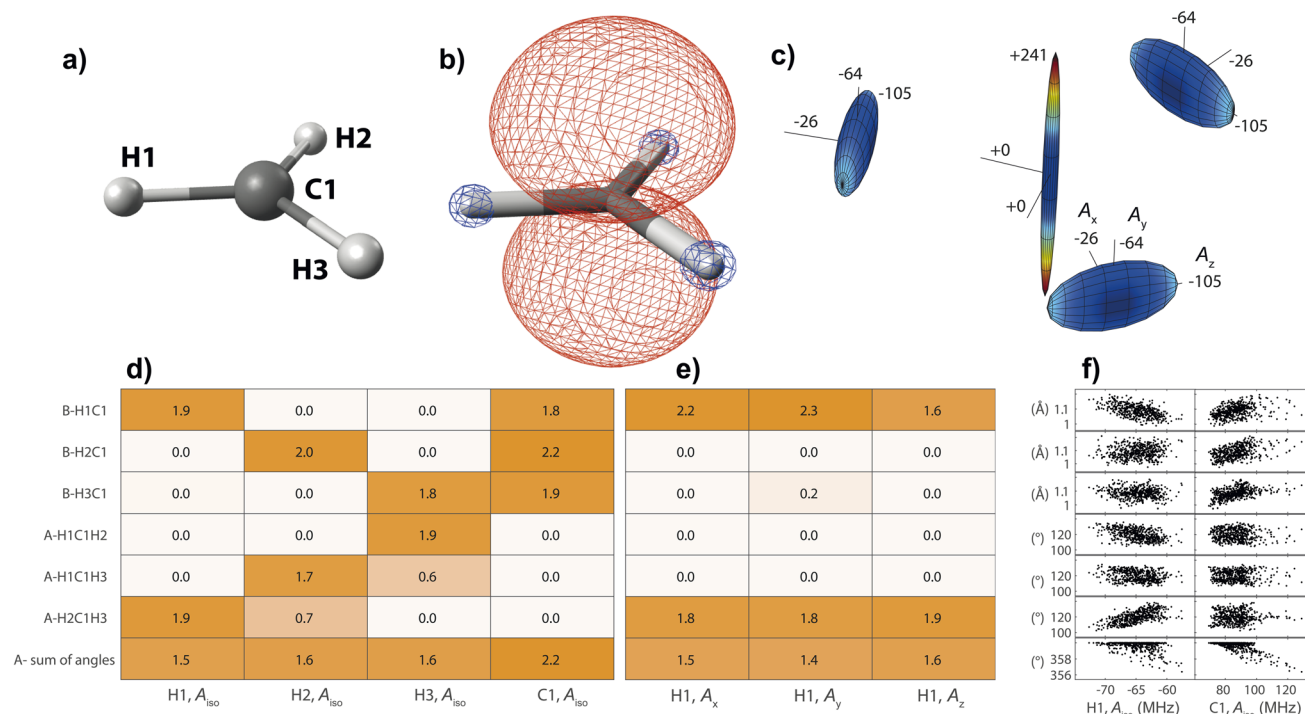 a)
H1
H2
C1
H3
b)
c)
-64
-105
-26
+241
+0
+0
-64
-26
-105
Ax
Ay
-26
-64
Az
-105
d)
e)
f)
B-H1C1 1.9 0.0 0.0 1.8 2.2 2.3 1.6
B-H2C1 0.0 2.0 0.0 2.2 0.0 0.0 0.0
B-H3C1 0.0 0.0 1.8 1.9 0.0 0.2 0.0
A-H1C1H2 0.0 0.0 1.9 0.0 0.0 0.0 0.0
A-H1C1H3 0.0 1.7 0.6 0.0 0.0 0.0 0.0
A-H2C1H3 1.9 0.7 0.0 0.0 1.8 1.8 1.9
A- sum of angles 1.5 1.6 1.6 2.2 1.5 1.4 1.6
H1, Aiso H2, Aiso H3, Aiso C1, Aiso H1, Ax H1, Ay H1, Az
(Å) 1.1
1
(Å) 1.1
1
(Å) 1.1
1
(°) 120
100
(°) 120
100
(°) 120
100
(°) 358
356
-70 -65 -60 80 100 120
H1, Aiso (MHz) C1, Aiso (MHz)